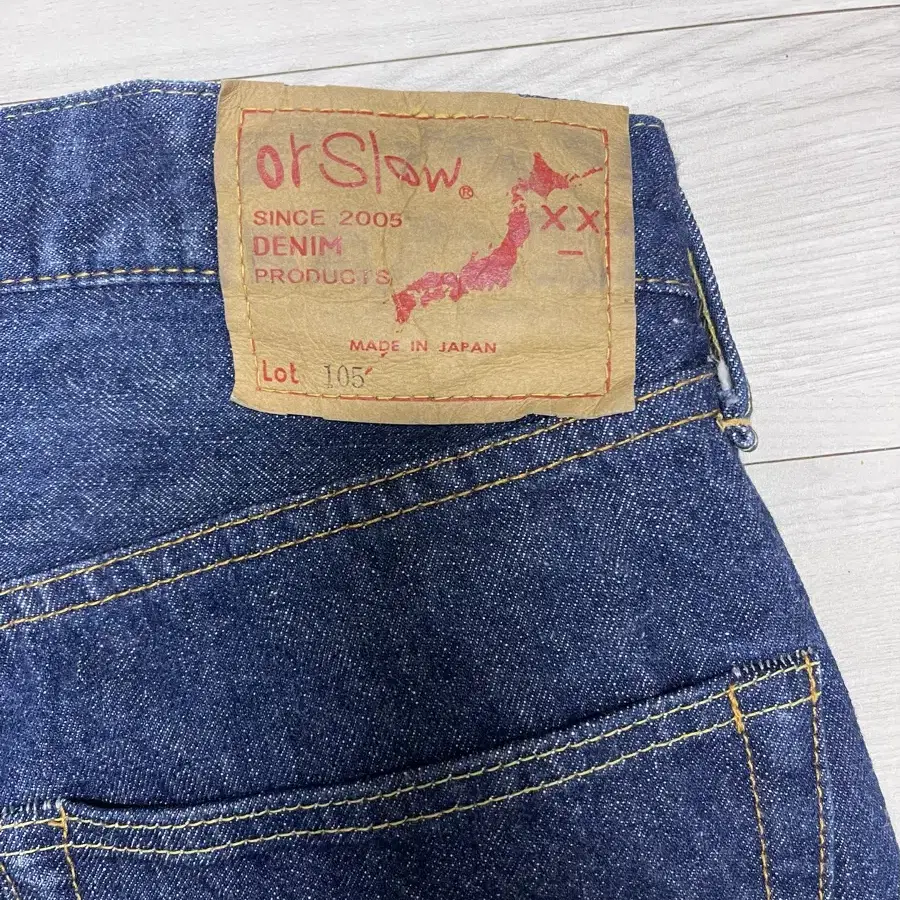 orSlow®
SINCE 2005
DENIM
PRODUCTS
XX
MADE IN JAPAN
Lot 105